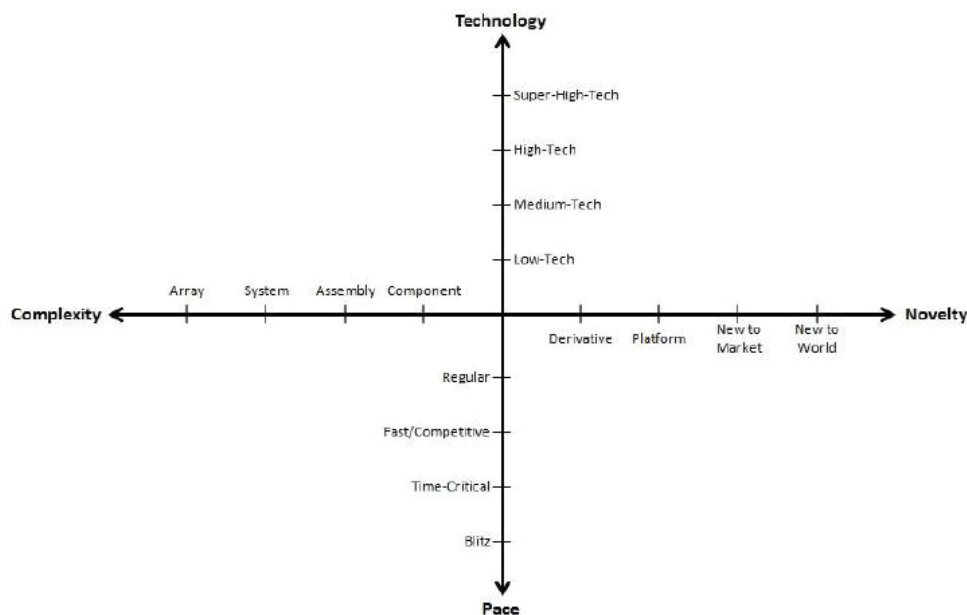 Technology
Super-High-Tech
High-Tech
Medium-Tech
Low-Tech
Array System Assembly Component
Complexity Novelty
Derivative Platform New to Market New to World
Regular
Fast/Competitive
Time-Critical
Blitz
Pace